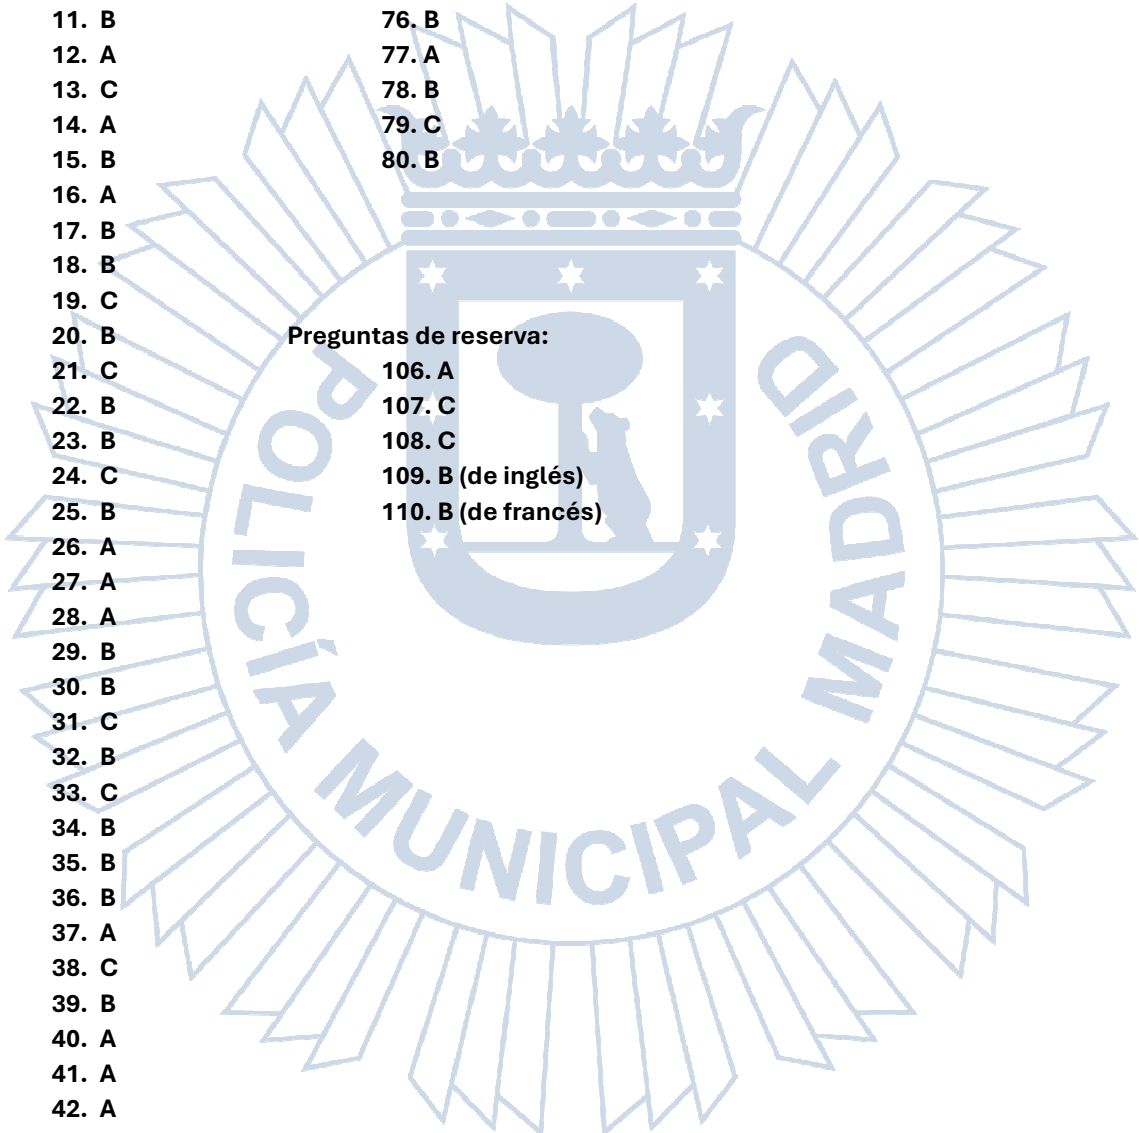 11. B
12. A
13. C
14. A
15. B
16. A
17. B
18. B
19. C
20. B
21. C
22. B
23. B
24. C
25. B
26. A
27. A
28. A
29. B
30. B
31. C
32. B
33. C
34. B
35. B
36. B
37. A
38. C
39. B
40. A
41. A
42. A
76. B
77. A
78. B
79. C
80. B
Preguntas de reserva:
106. A
107. C
108. C
109. B (de inglés)
110. B (de francés)
POLICÍA MUNICIPAL MADRID